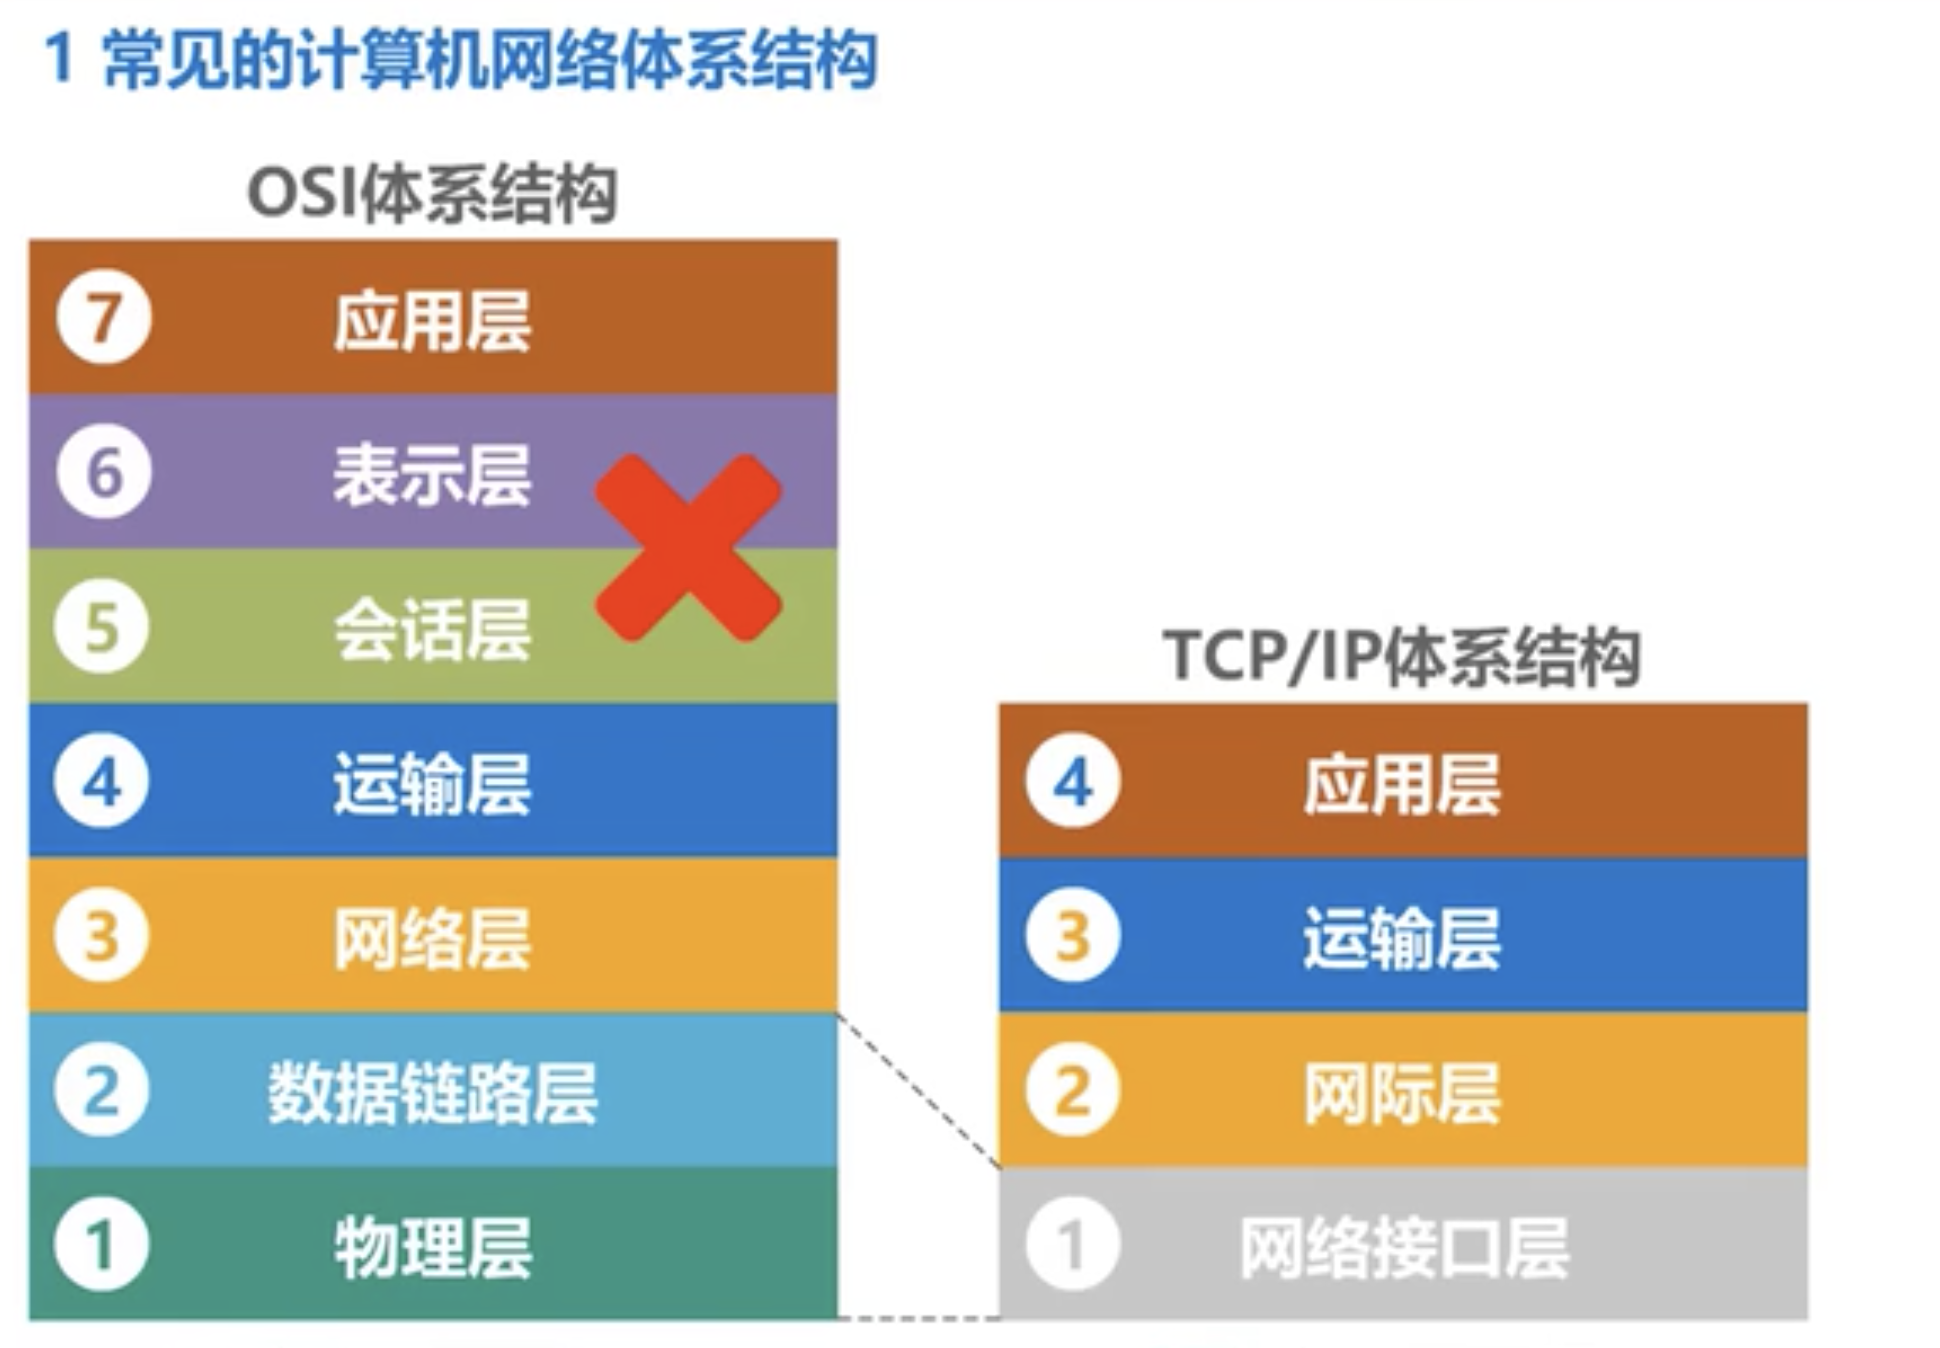 1 常见的计算机网络体系结构
OSI体系结构
7 应用层
6 表示层
5 会话层
4 运输层
3 网络层
2 数据链路层
1 物理层
TCP/IP体系结构
4 应用层
3 运输层
2 网际层
1 网络接口层